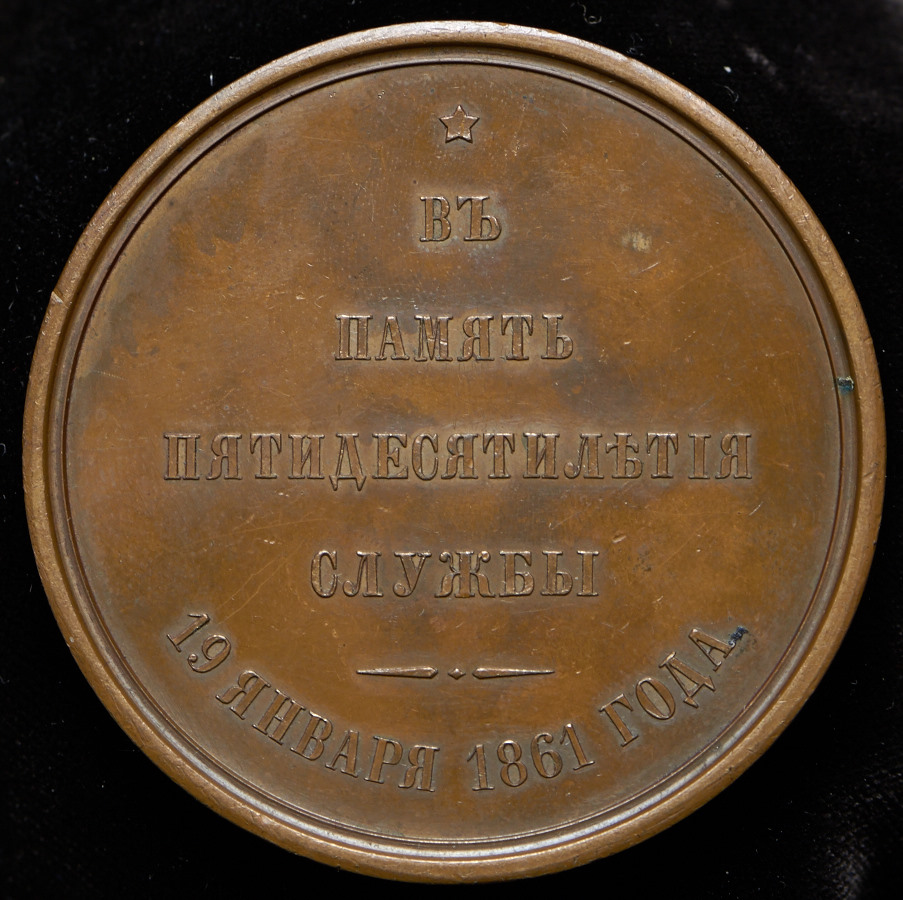 ВЪ
ПАМЯТЬ
ПЯТИДЕСЯТИЛѢТІЯ
СЛУЖБЫ
19 ЯНВАРЯ 1861 ГОДА